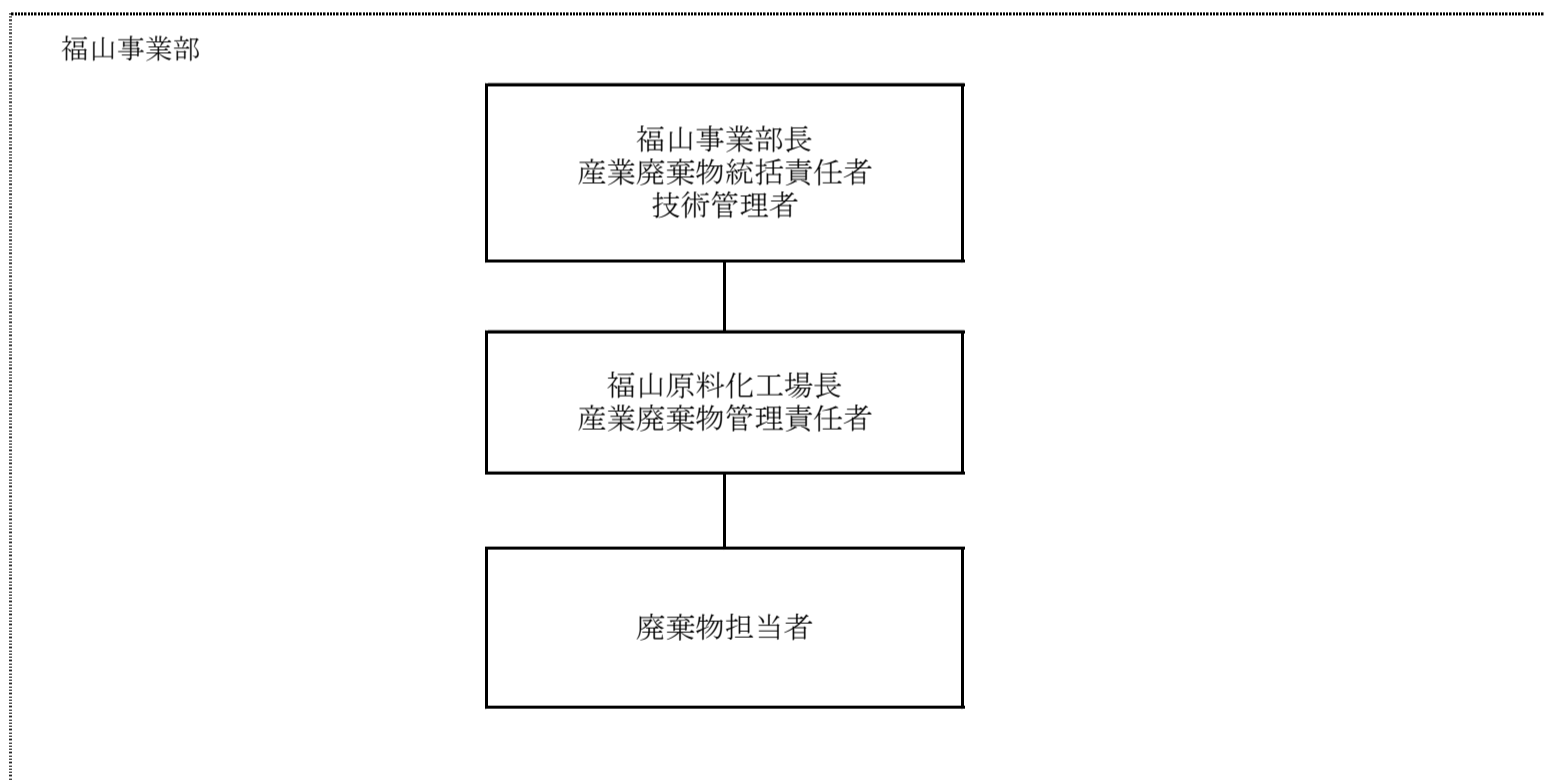 福山事業部
福山事業部長
産業廃棄物統括責任者
技術管理者
福山原料化工場長
産業廃棄物管理責任者
廃棄物担当者